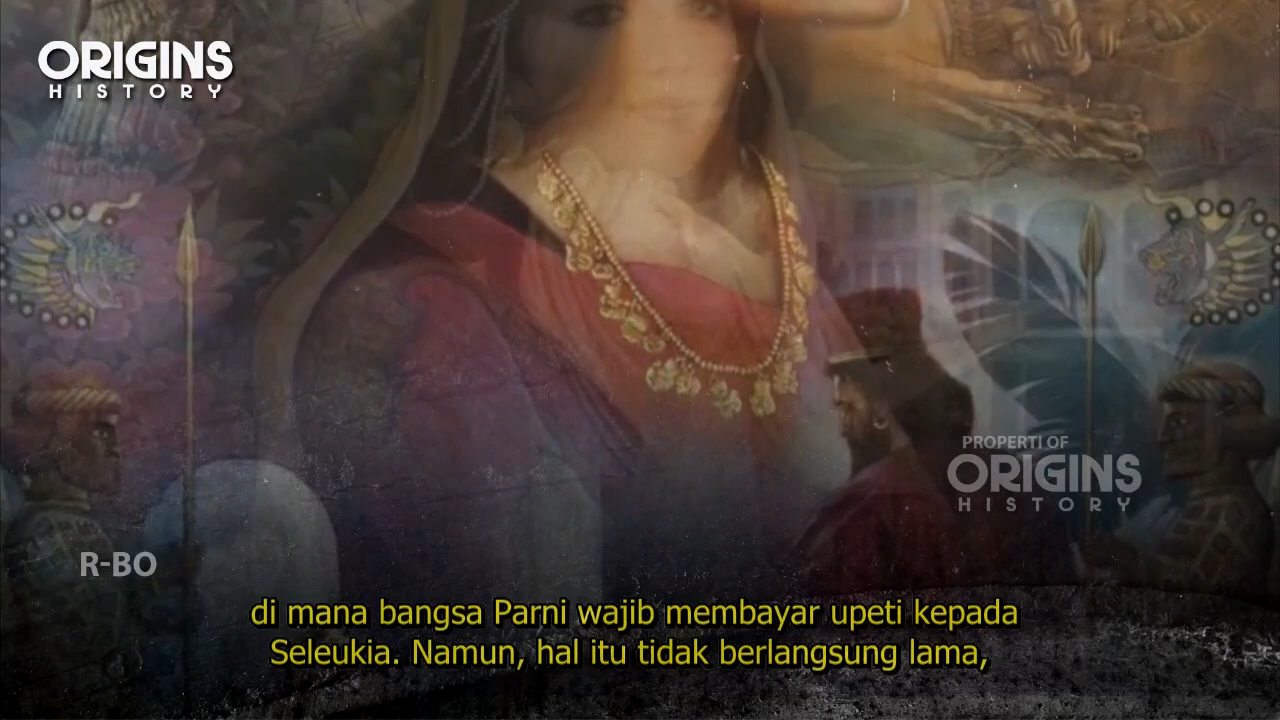 ORIGINS
HISTORY
PROPERTI OF
ORIGINS
HISTORY
R-BO
di mana bangsa Parni wajib membayar upeti kepada
Seleukia. Namun, hal itu tidak berlangsung lama,